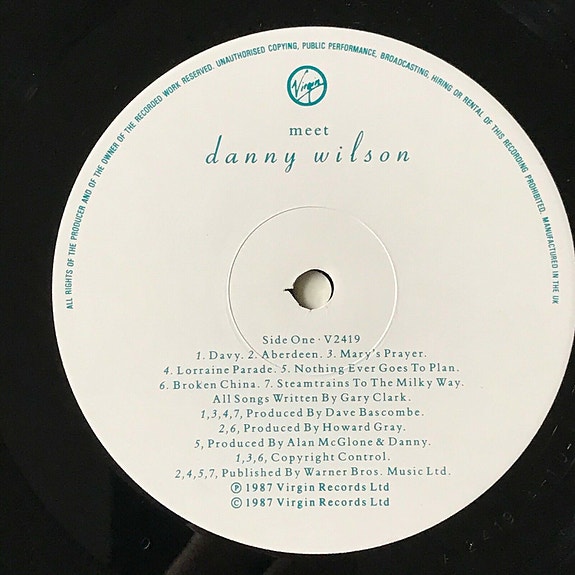 ALL RIGHTS OF THE PRODUCER AND OF THE OWNER OF THE RECORDED WORK RESERVED. UNAUTHORISED COPYING, PUBLIC PERFORMANCE, BROADCASTING, HIRING OR RENTAL OF THIS RECORDING PROHIBITED. MANUFACTURED IN THE UK
Virgin
meet
danny wilson
Side One · V2419
1. Davy. 2. Aberdeen. 3. Mary's Prayer.
4. Lorraine Parade. 5. Nothing Ever Goes To Plan.
6. Broken China. 7. Steamtrains To The Milky Way.
All Songs Written By Gary Clark.
1,3,4,7, Produced By Dave Bascombe.
2,6, Produced By Howard Gray.
5, Produced By Alan McGlone & Danny.
1,3,6, Copyright Control.
2,4,5,7, Published By Warner Bros. Music Ltd.
℗ 1987 Virgin Records Ltd
© 1987 Virgin Records Ltd